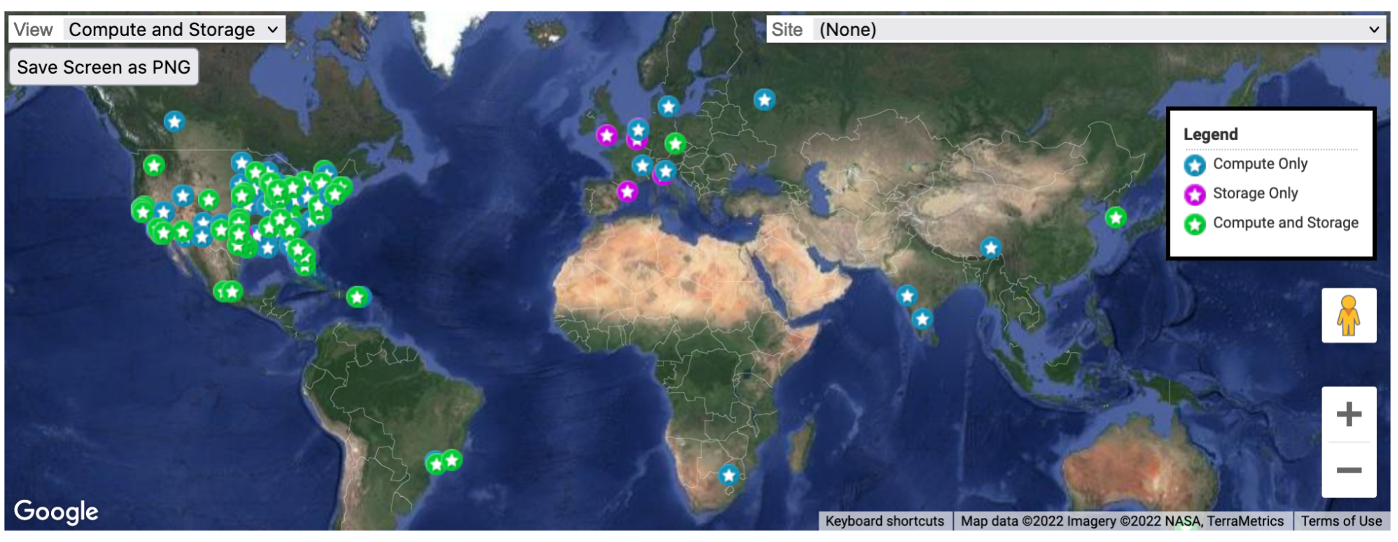 View Compute and Storage
Site (None)
Save Screen as PNG
Legend
Compute Only
Storage Only
Compute and Storage
Google
Keyboard shortcuts Map data ©2022 Imagery ©2022 NASA, TerraMetrics Terms of Use